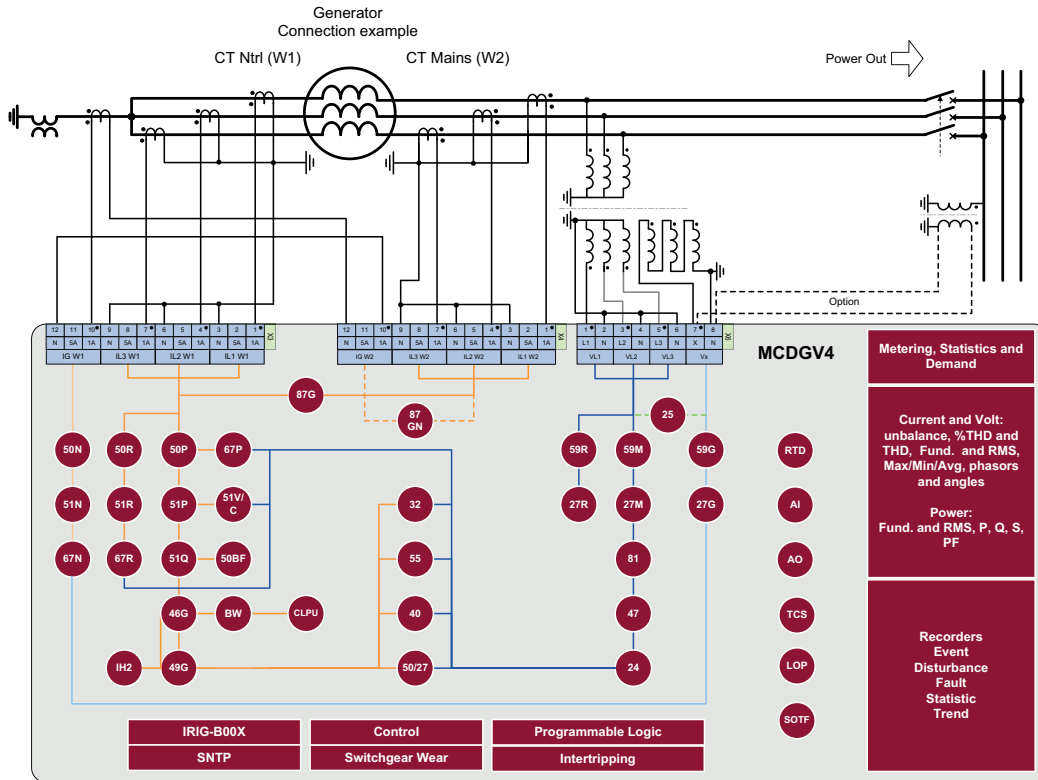 Generator
Connection example
CT Ntrl (W1)
CT Mains (W2)
Power Out
Option
12 11 10 9 8 7 6 5 4 3 2 1
N 5A 1A N 5A 1A N 5A 1A N 5A 1A
IG W1 IL3 W1 IL2 W1 IL1 W1
X3
12 11 10 9 8 7 6 5 4 3 2 1
N 5A 1A N 5A 1A N 5A 1A N 5A 1A
IG W2 IL3 W2 IL2 W2 IL1 W2
X4
1 2 3 4 5 6 7 8
L1 N L2 N L3 N X N
VL1 VL2 VL3 Vx
X6
MCDGV4
87G
87
GN
25
50N 50R 50P 67P 59R 59M 59G RTD
51N 51R 51P 51V/
C
32 27R 27M 27G AI
67N 67R 51Q 50BF 55 81 AO
46G BW CLPU 40 47 TCS
IH2 49G 50/27 24 LOP
SOTF
Metering, Statistics and
Demand
Current and Volt:
unbalance, %THD and
THD, Fund. and RMS,
Max/Min/Avg, phasors
and angles
Power:
Fund. and RMS, P, Q, S,
PF
Recorders
Event
Disturbance
Fault
Statistic
Trend
IRIG-B00X Control Programmable Logic
SNTP Switchgear Wear Intertripping